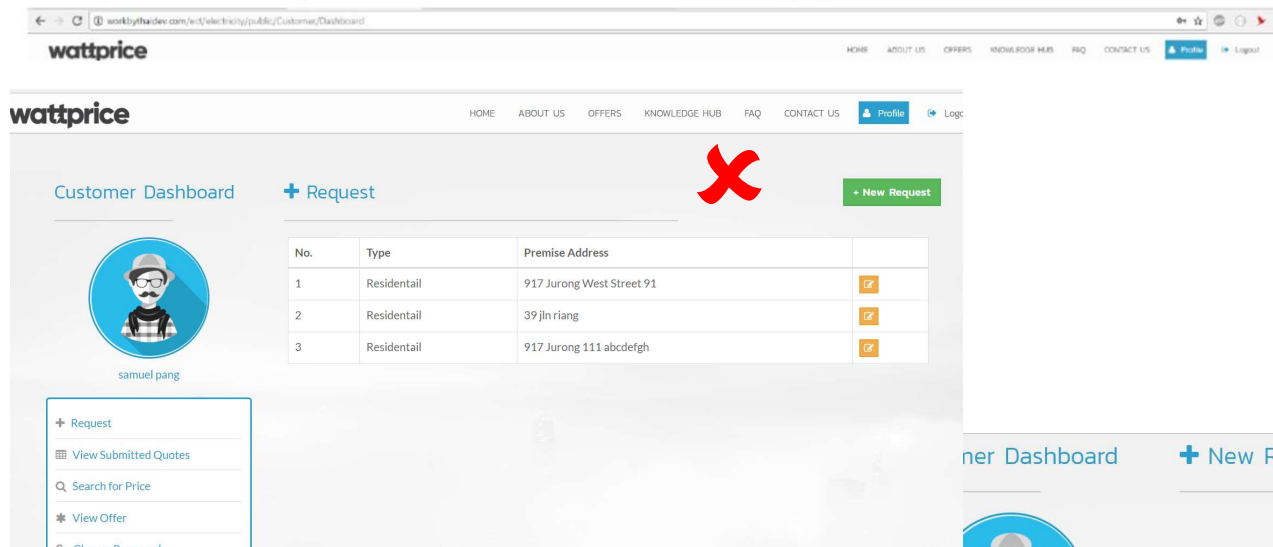 workbythaidev.com/ect/electricity/public/Customer/Dashboard
wattprice
HOME ABOUT US OFFERS KNOWLEDGE HUB FAQ CONTACT US Profile Logout
wattprice
HOME ABOUT US OFFERS KNOWLEDGE HUB FAQ CONTACT US Profile Logo
Customer Dashboard
Request
+ New Request
No. Type Premise Address
1 Residentail 917 Jurong West Street 91
2 Residentail 39 jln riang
3 Residentail 917 Jurong 111 abcdefgh
samuel pang
Request
View Submitted Quotes
Search for Price
View Offer
mer Dashboard
New R